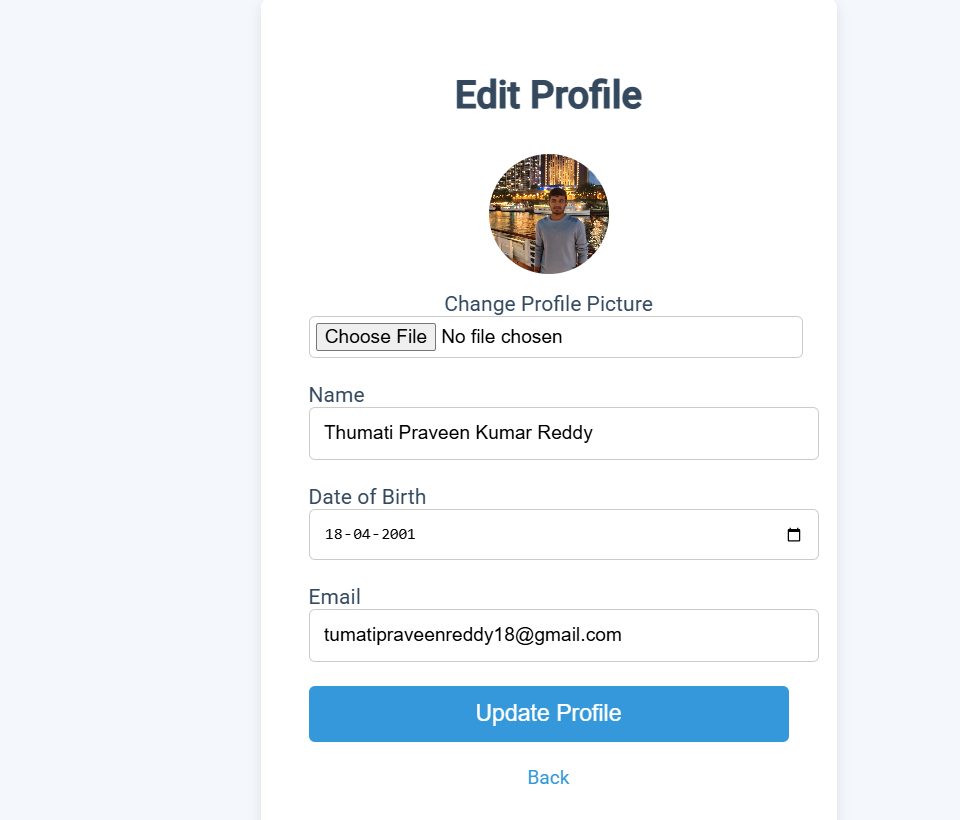 Edit Profile
Change Profile Picture
Choose File No file chosen
Name
Thumati Praveen Kumar Reddy
Date of Birth
18-04-2001
Email
tumatipraveenreddy18@gmail.com
Update Profile
Back